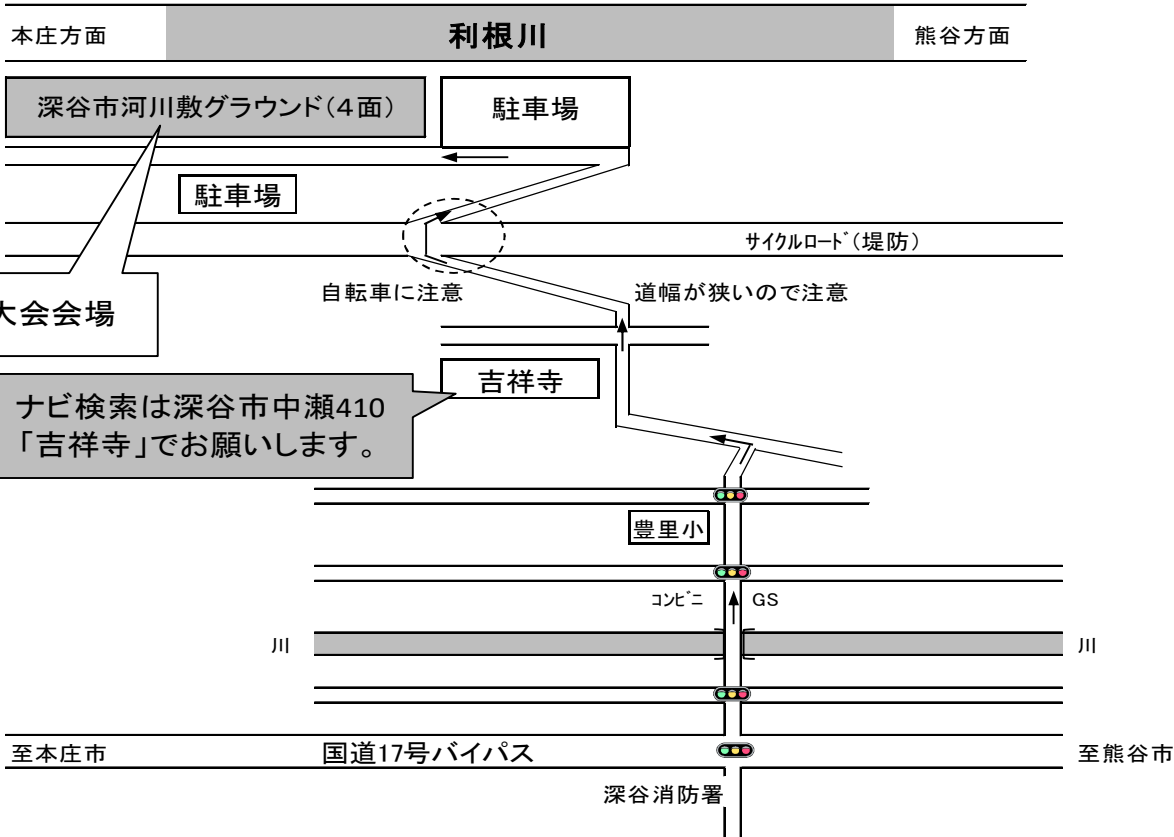 本庄方面
利根川
熊谷方面
深谷市河川敷グラウンド(4面)
駐車場
駐車場
サイクルロード(堤防)
自転車に注意
道幅が狭いので注意
大会会場
吉祥寺
ナビ検索は深谷市中瀬410
「吉祥寺」でお願いします。
豊里小
コンビニ
GS
川
川
至本庄市
国道17号バイパス
至熊谷市
深谷消防署